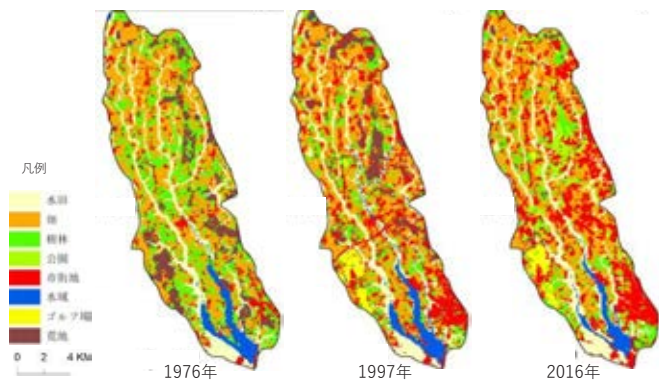 凡例
水田
畑
樹林
公園
市街地
水域
ゴルフ場
荒地
0 2 4 Km
1976年
1997年
2016年